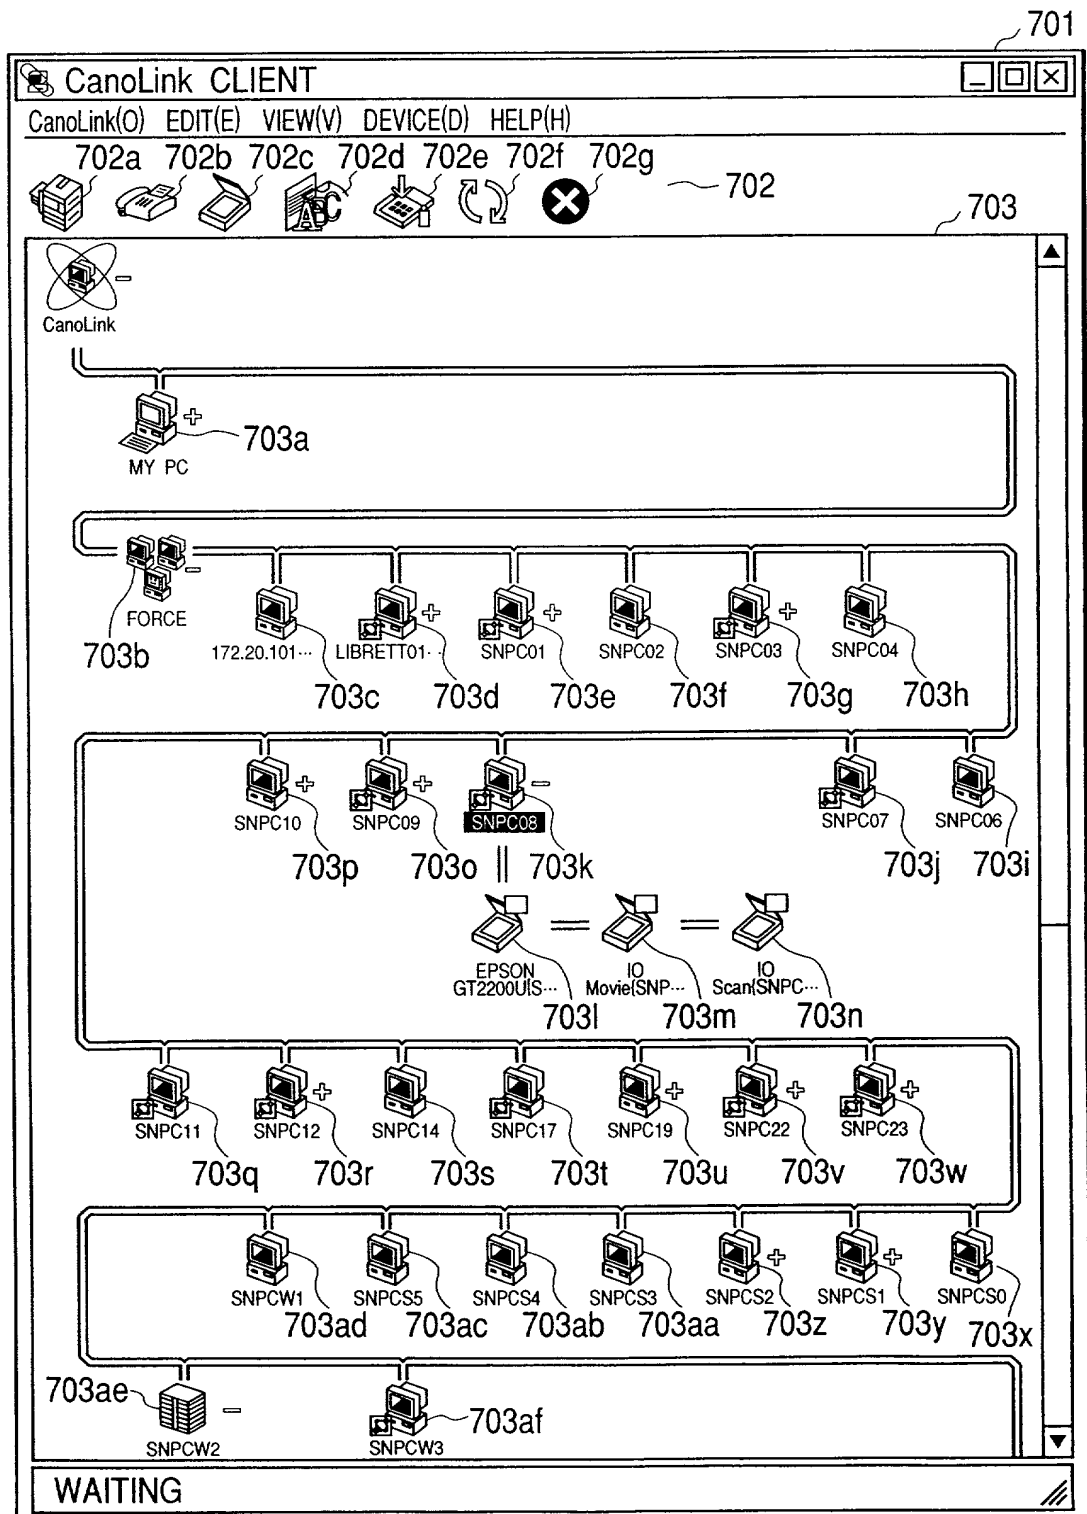 701
CanoLink CLIENT
CanoLink(O) EDIT(E) VIEW(V) DEVICE(D) HELP(H)
702a 702b 702c 702d 702e 702f 702g
702
703
CanoLink
703a
MY PC
FORCE
703b
172.20.101… LIBRETT01‥ SNPC01 SNPC02 SNPC03 SNPC04
703c 703d 703e 703f 703g 703h
SNPC10 SNPC09 SNPC08 SNPC07 SNPC06
703p 703o 703k 703j 703i
EPSON IO IO
GT2200U[S… Movie{SNP… Scan{SNPC…
703l 703m 703n
SNPC11 SNPC12 SNPC14 SNPC17 SNPC19 SNPC22 SNPC23
703q 703r 703s 703t 703u 703v 703w
SNPCW1 SNPCS5 SNPCS4 SNPCS3 SNPCS2 SNPCS1 SNPCS0
703ad 703ac 703ab 703aa 703z 703y 703x
703ae
703af
SNPCW2 SNPCW3
WAITING